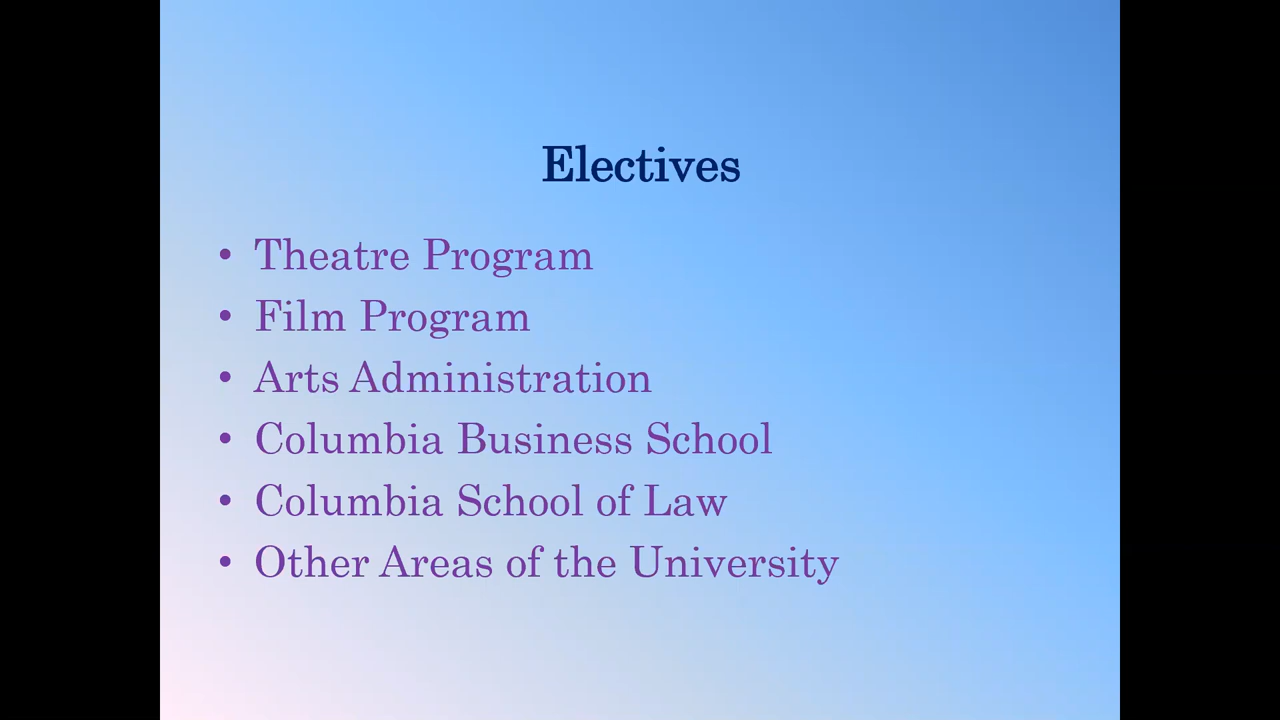 Electives
• Theatre Program
• Film Program
• Arts Administration
• Columbia Business School
• Columbia School of Law
• Other Areas of the University